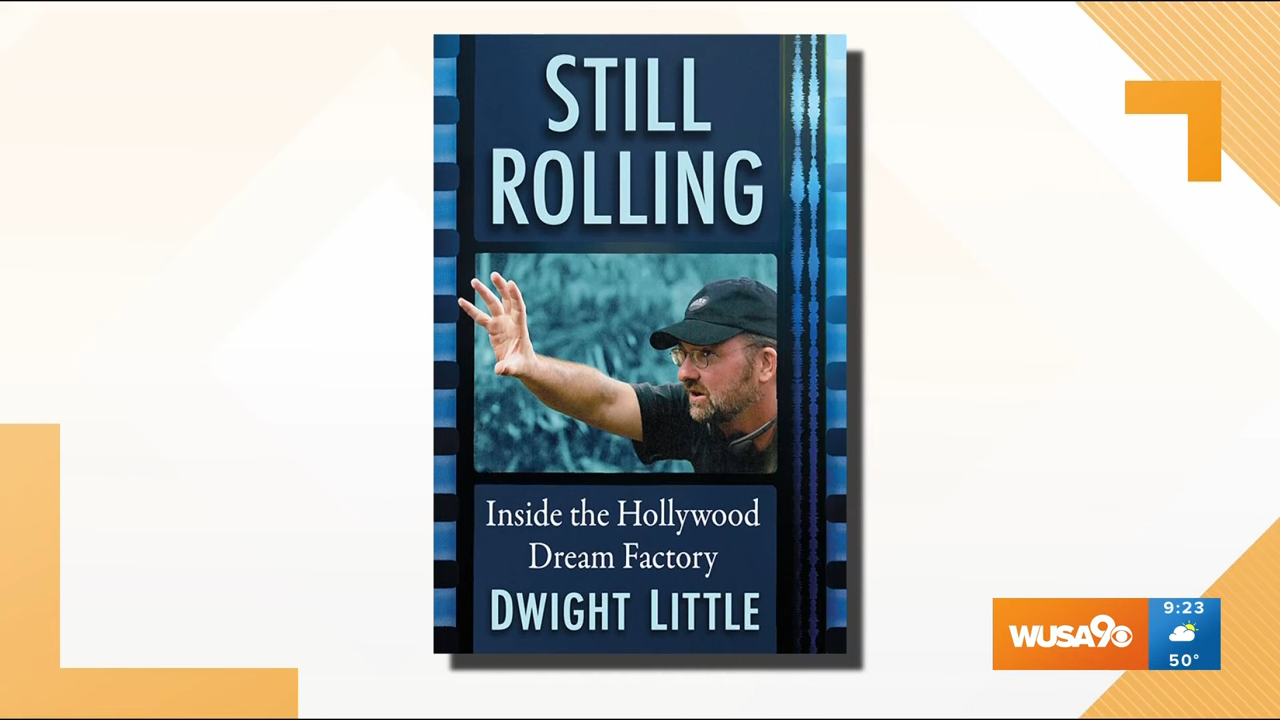 STILL
ROLLING
Inside the Hollywood
Dream Factory
DWIGHT LITTLE
WUSA9
9:23
50°